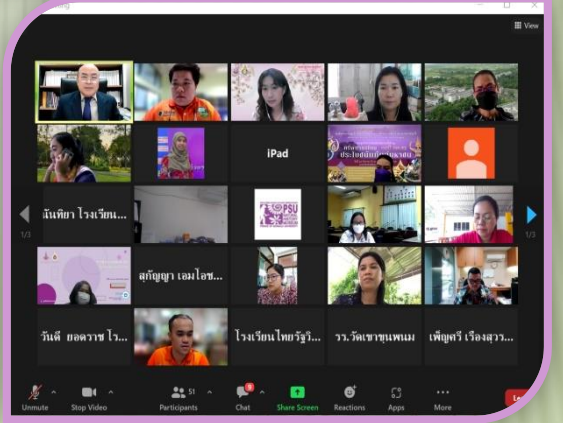 View
iPad
นันทิยา โรงเรียน...
1/3
1/3
PSU
สุกัญญา เอมโอช...
วันดี ยอดราช โร...
โรงเรียนไทยรัฐวิ...
รร.วัดเขาขุนพนม
เพ็ญศรี เรืองสุวร...
Unmute
Stop Video
51
Participants
9
Chat
Share Screen
Reactions
Apps
More